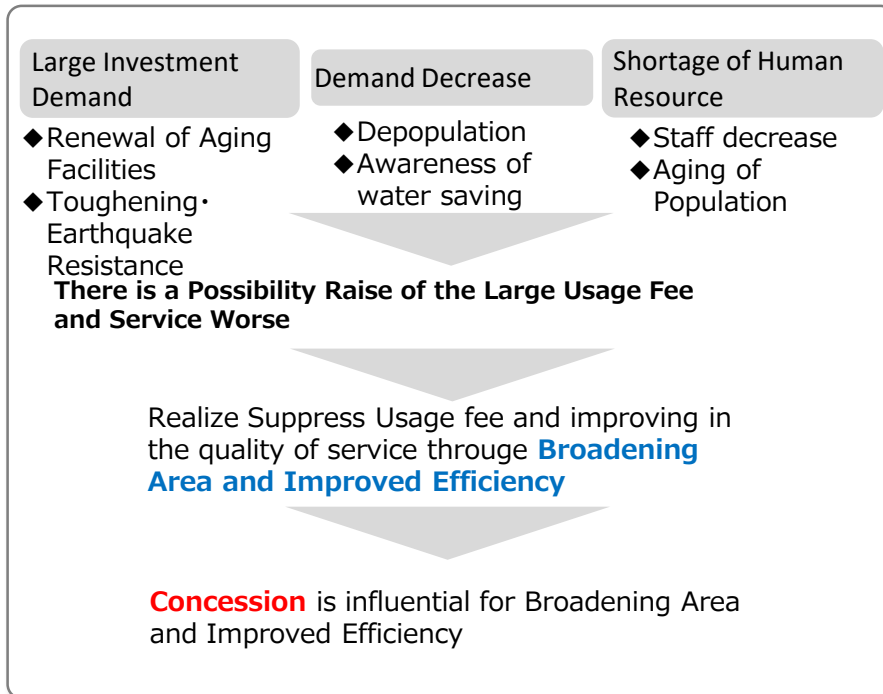 Large Investment
Demand
◆Renewal of Aging
Facilities
◆Toughening・
Earthquake
Resistance
Demand Decrease
◆Depopulation
◆Awareness of
water saving
Shortage of Human
Resource
◆Staff decrease
◆Aging of
Population
There is a Possibility Raise of the Large Usage Fee
and Service Worse
Realize Suppress Usage fee and improving in
the quality of service througe Broadening
Area and Improved Efficiency
Concession is influential for Broadening Area
and Improved Efficiency